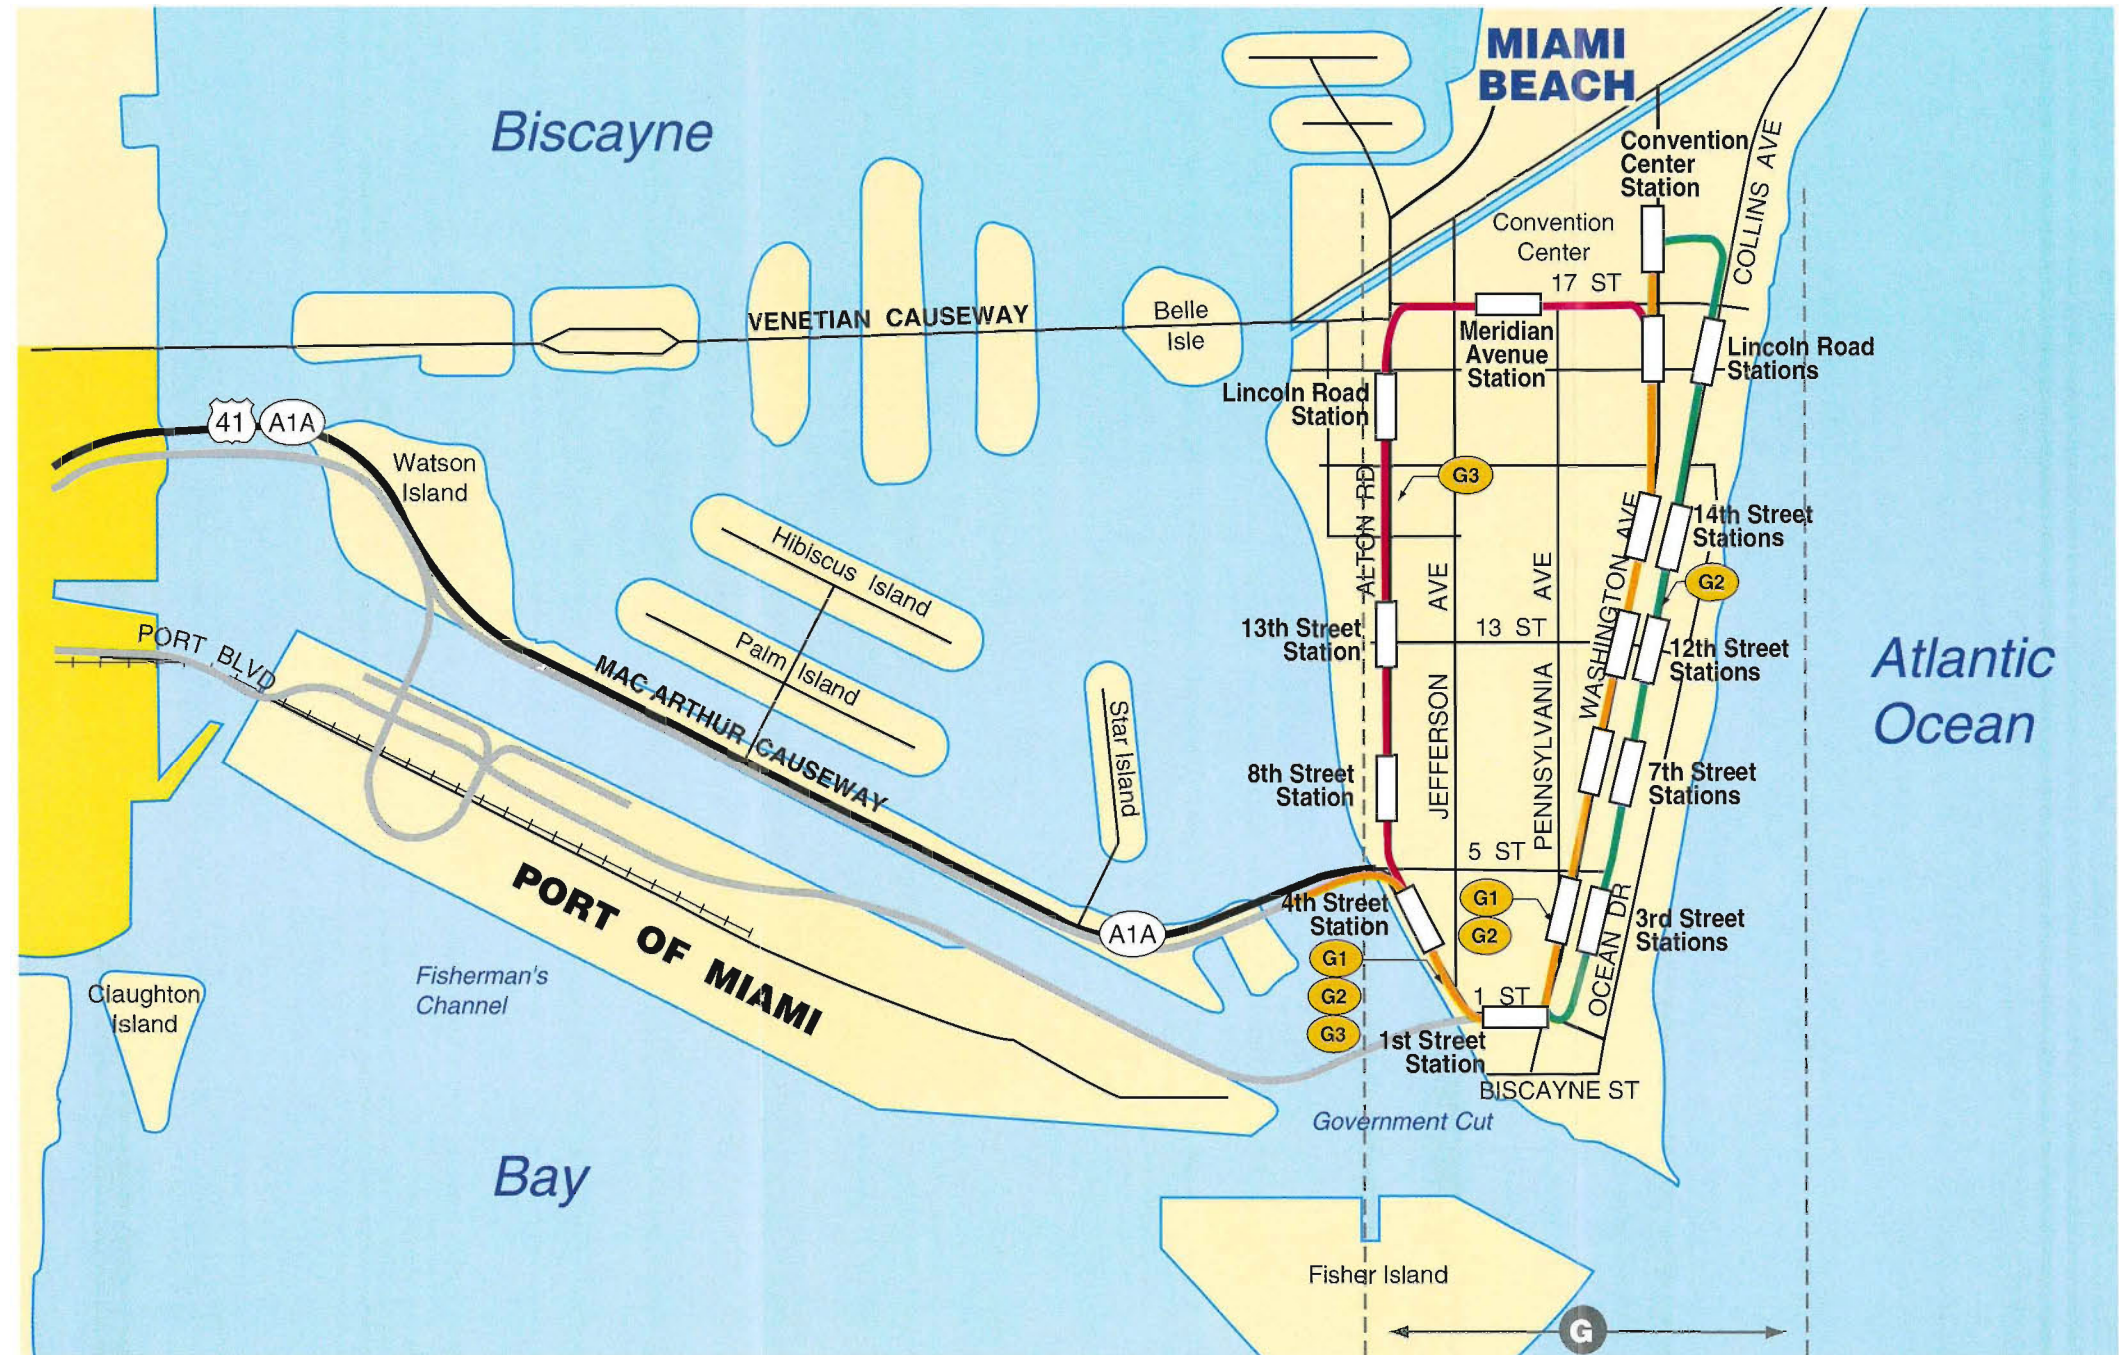 MIAMI
BEACH
Biscayne
Convention
Center
Station
COLLINS AVE
Convention
Center
17 ST
VENETIAN CAUSEWAY
Belle
Isle
Meridian
Avenue
Station
Lincoln Road
Stations
Lincoln Road
Station
41
A1A
Watson
Island
G3
ALTON RD
14th Street
Stations
WASHINGTON AVE
G2
Hibiscus Island
Palm Island
JEFFERSON AVE
PENNSYLVANIA AVE
13 ST
13th Street
Station
12th Street
Stations
Atlantic
Ocean
PORT BLVD
MAC ARTHUR CAUSEWAY
Star Island
8th Street
Station
7th Street
Stations
5 ST
PORT OF MIAMI
A1A
4th Street
Station
G1
G2
OCEAN DR
3rd Street
Stations
G1
G2
G3
Fisherman's
Channel
Claughton
Island
1 ST
1st Street
Station
BISCAYNE ST
Government Cut
Bay
Fisher Island
G